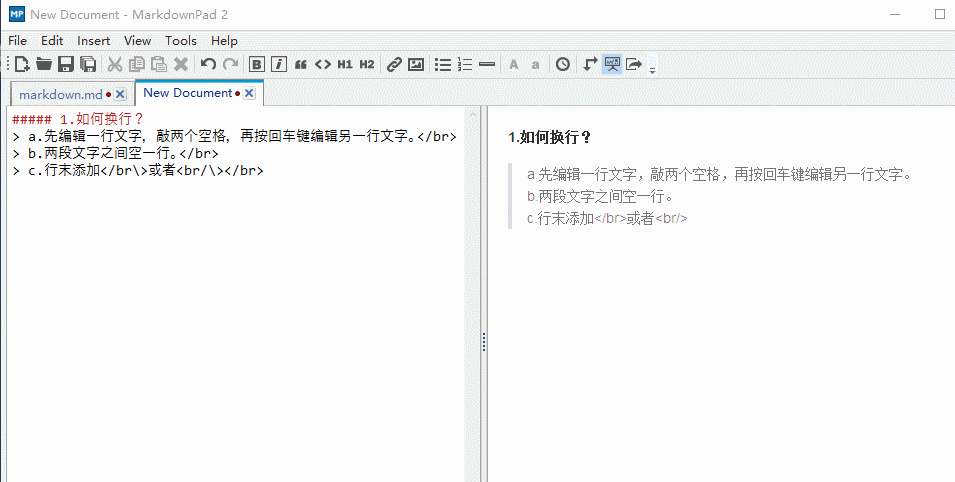 MP New Document - MarkdownPad 2
File Edit Insert View Tools Help
B i “ <> H1 H2 A a
markdown.md New Document
##### 1.如何换行？
> a.先编辑一行文字, 敲两个空格, 再按回车键编辑另一行文字。</br>
> b.两段文字之间空一行。</br>
> c.行末添加</br\>或者<br/\></br>
1.如何换行？
a.先编辑一行文字，敲两个空格，再按回车键编辑另一行文字。
b.两段文字之间空一行。
c.行末添加</br>或者<br/>